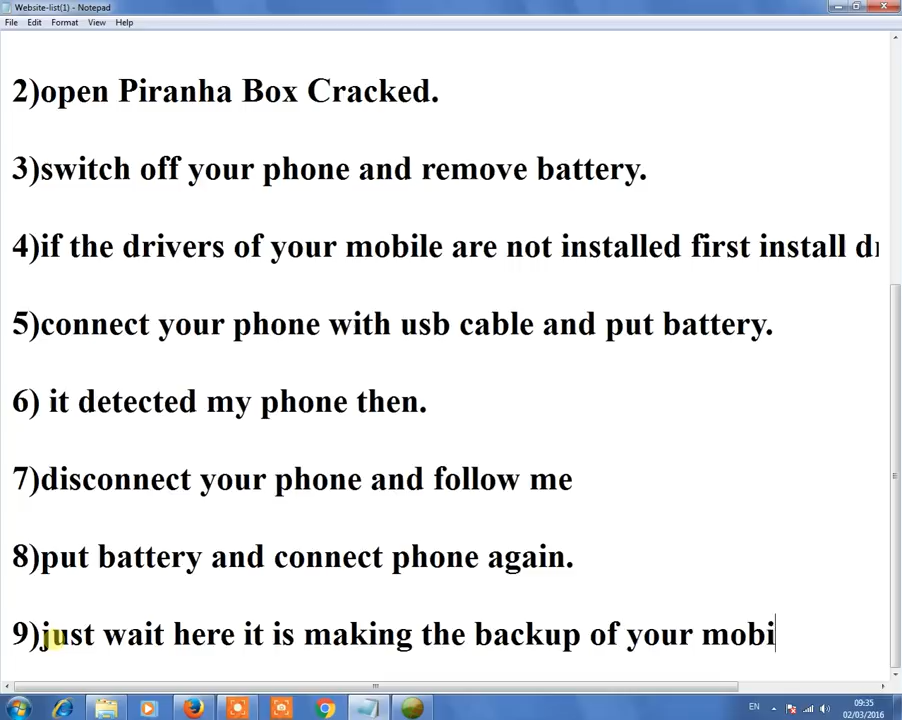 Website-list(1) - Notepad
File Edit Format View Help
2)open Piranha Box Cracked.
3)switch off your phone and remove battery.
4)if the drivers of your mobile are not installed first install
5)connect your phone with usb cable and put battery.
6) it detected my phone then.
7)disconnect your phone and follow me
8)put battery and connect phone again.
9)just wait here it is making the backup of your mobi
EN
09:35
02/03/2016